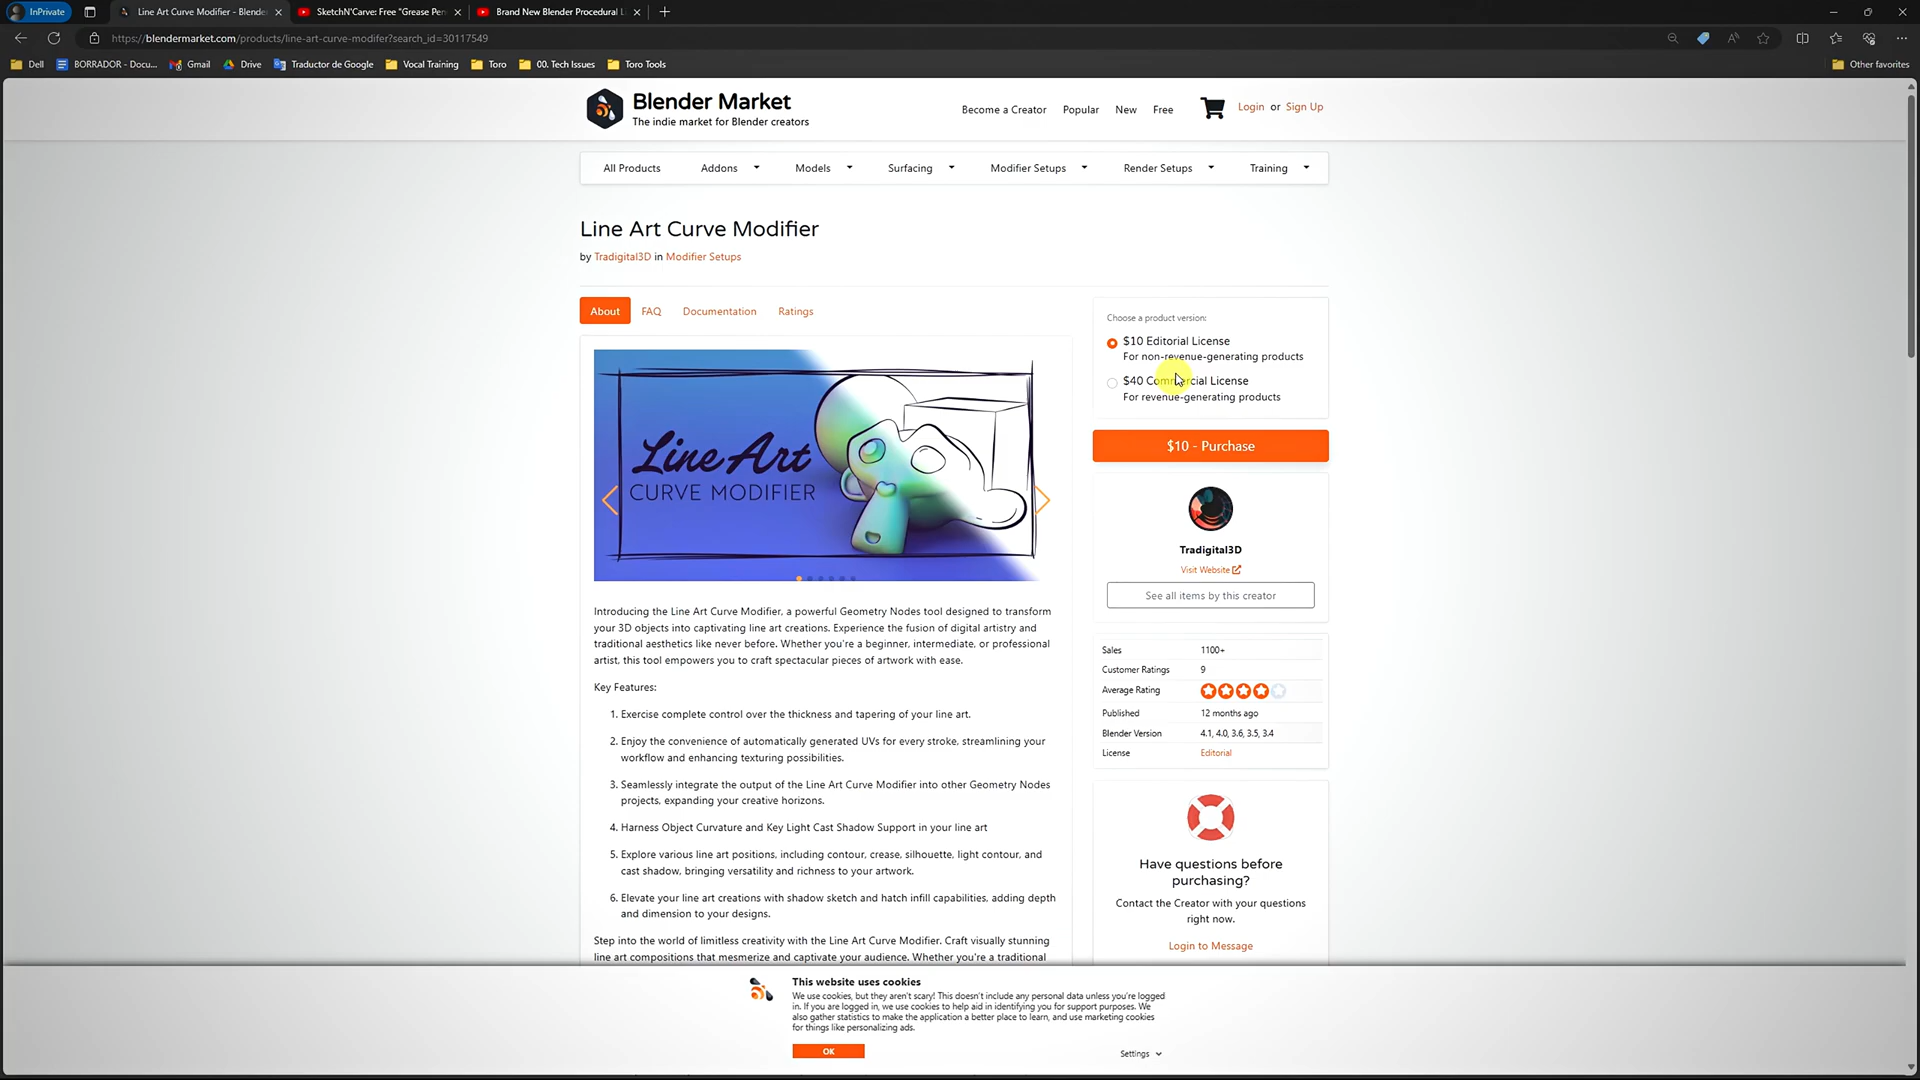 InPrivate
Line Art Curve Modifier - Blende
SketchN'Carve: Free "Grease Pen
Brand New Blender Procedural L
https://blendermarket.com/products/line-art-curve-modifer?search_id=30117549
Dell
BORRADOR - Docu...
Gmail
Drive
Traductor de Google
Vocal Training
Toro
00. Tech Issues
Toro Tools
Other favorites
Blender Market
The indie market for Blender creators
Become a Creator
Popular
New
Free
Login or Sign Up
All Products
Addons
Models
Surfacing
Modifier Setups
Render Setups
Training
Line Art Curve Modifier
by Tradigital3D in Modifier Setups
About
FAQ
Documentation
Ratings
Line Art
CURVE MODIFIER
Introducing the Line Art Curve Modifier, a powerful Geometry Nodes tool designed to transform
your 3D objects into captivating line art creations. Experience the fusion of digital artistry and
traditional aesthetics like never before. Whether you're a beginner, intermediate, or professional
artist, this tool empowers you to craft spectacular pieces of artwork with ease.
Key Features:
1. Exercise complete control over the thickness and tapering of your line art.
2. Enjoy the convenience of automatically generated UVs for every stroke, streamlining your
workflow and enhancing texturing possibilities.
3. Seamlessly integrate the output of the Line Art Curve Modifier into other Geometry Nodes
projects, expanding your creative horizons.
4. Harness Object Curvature and Key Light Cast Shadow Support in your line art
5. Explore various line art positions, including contour, crease, silhouette, light contour, and
cast shadow, bringing versatility and richness to your artwork.
6. Elevate your line art creations with shadow sketch and hatch infill capabilities, adding depth
and dimension to your designs.
Step into the world of limitless creativity with the Line Art Curve Modifier. Craft visually stunning
line art compositions that mesmerize and captivate your audience. Whether you're a traditional
Choose a product version:
$10 Editorial License
For non-revenue-generating products
$40 Commercial License
For revenue-generating products
$10 - Purchase
Tradigital3D
Visit Website
See all items by this creator
Sales 1100+
Customer Ratings 9
Average Rating
Published 12 months ago
Blender Version 4.1, 4.0, 3.6, 3.5, 3.4
License Editorial
Have questions before
purchasing?
Contact the Creator with your questions
right now.
Login to Message
This website uses cookies
We use cookies, but they aren't scary! This doesn't include any personal data unless you're logged
in. If you are logged in, we use cookies to help aid in identifying you for support purposes. We
also gather statistics to make the application a better place to learn, and use marketing cookies
for things like personalizing ads.
OK
Settings